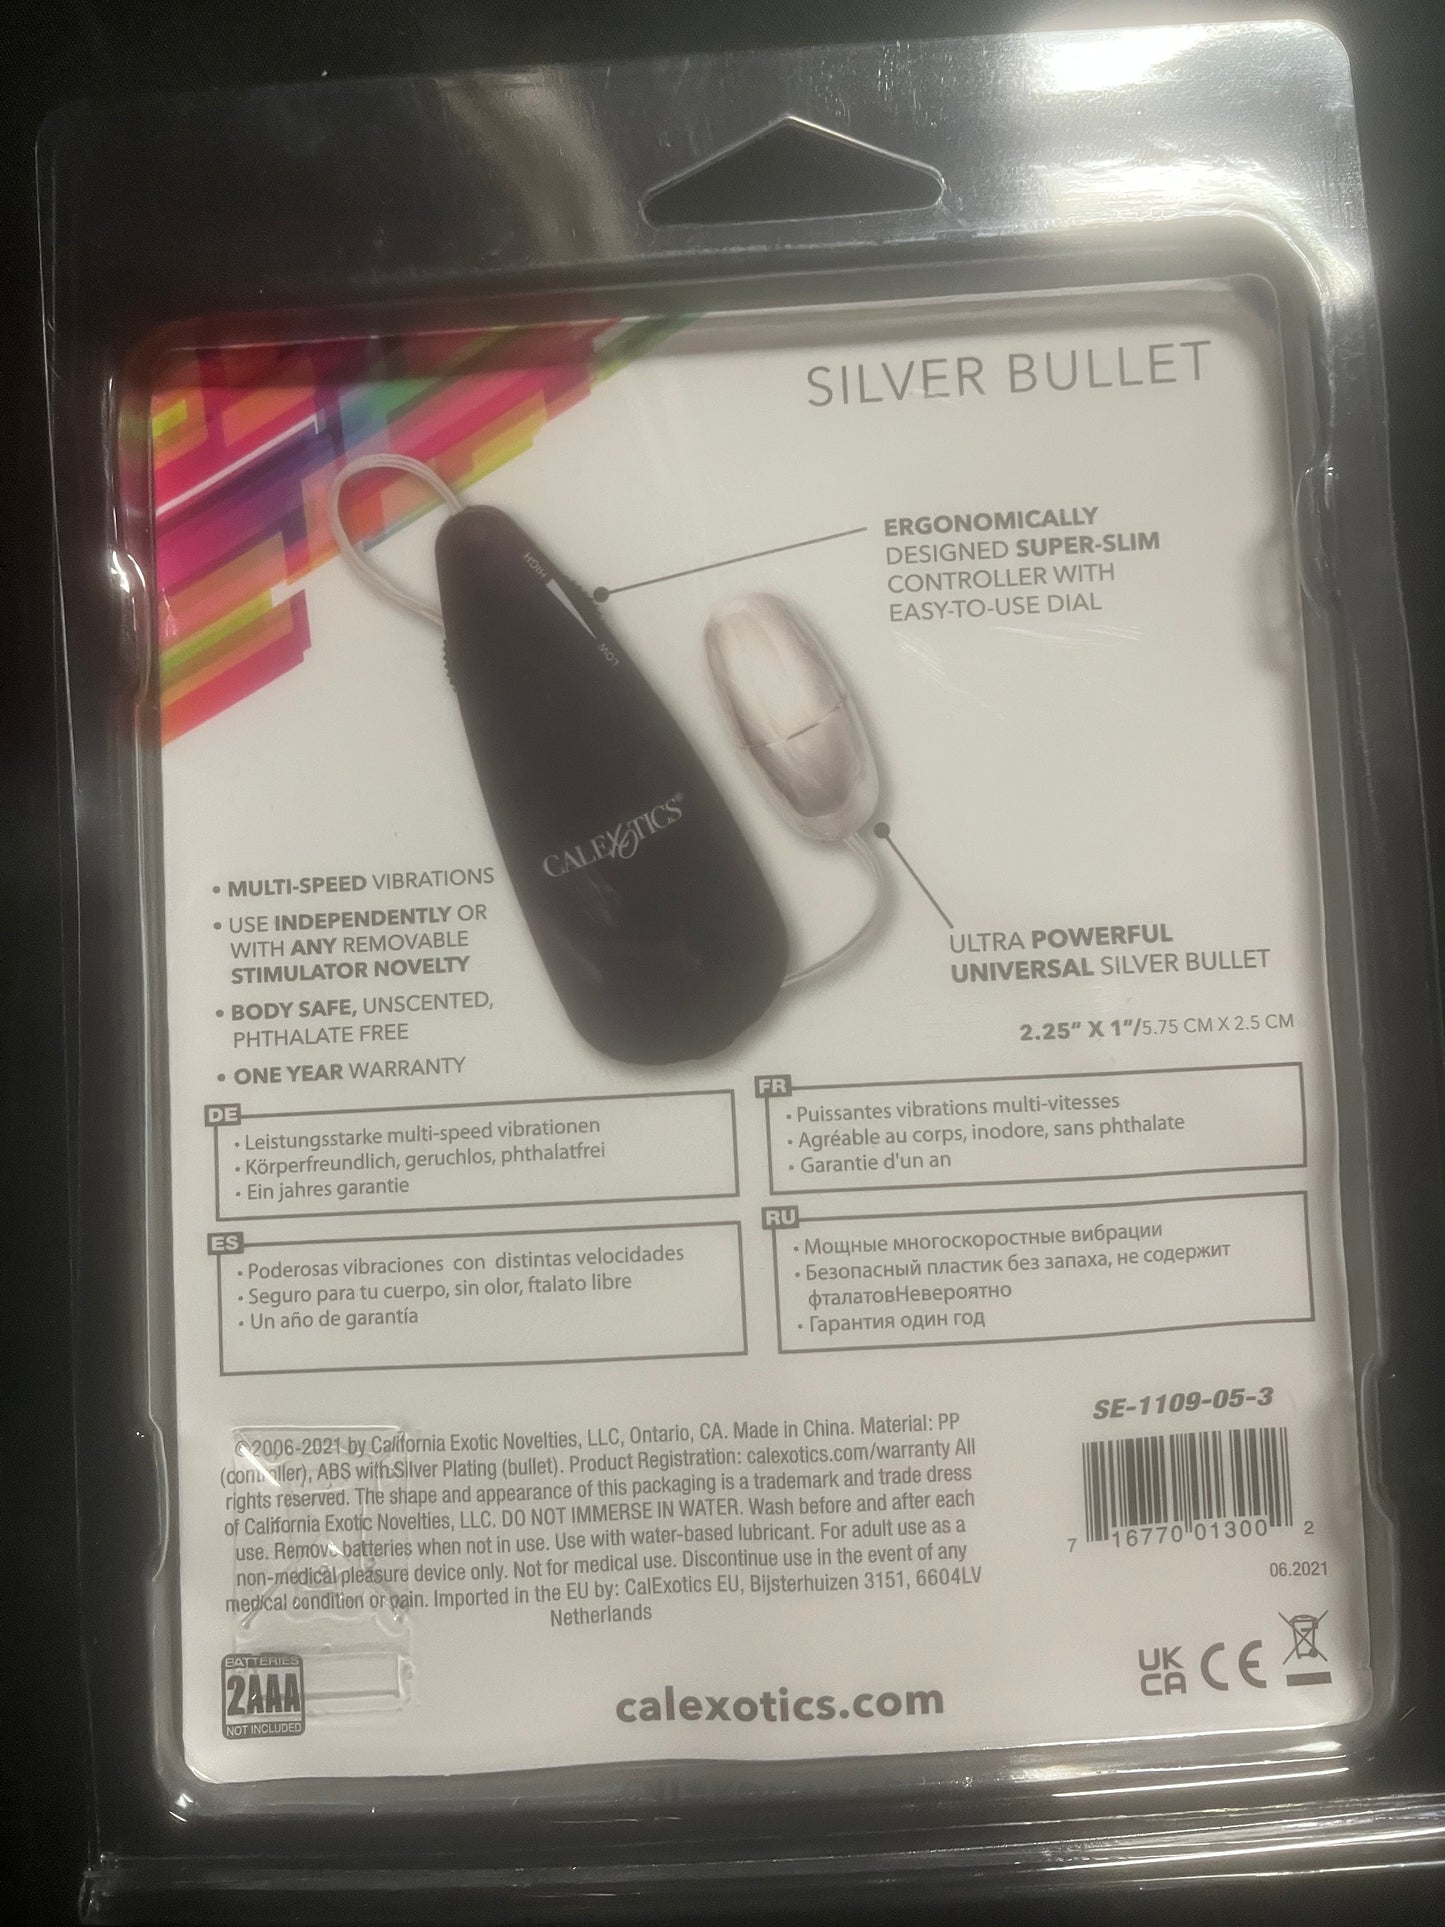 SILVER BULLET
ERGONOMICALLY
DESIGNED SUPER-SLIM
CONTROLLER WITH
EASY-TO-USE DIAL
HIGH
LOW
CALEXOTICS®
• MULTI-SPEED VIBRATIONS
• USE INDEPENDENTLY OR
WITH ANY REMOVABLE
STIMULATOR NOVELTY
• BODY SAFE, UNSCENTED,
PHTHALATE FREE
• ONE YEAR WARRANTY
ULTRA POWERFUL
UNIVERSAL SILVER BULLET
2.25" X 1"/5.75 CM X 2.5 CM
DE
• Leistungsstarke multi-speed vibrationen
• Körperfreundlich, geruchlos, phthalatfrei
• Ein jahres garantie
FR
• Puissantes vibrations multi-vitesses
• Agréable au corps, inodore, sans phthalate
• Garantie d'un an
ES
• Poderosas vibraciones con distintas velocidades
• Seguro para tu cuerpo, sin olor, ftalato libre
• Un año de garantía
RU
• Мощные многоскоростные вибрации
• Безопасный пластик без запаха, не содержит
фталатовНевероятно
• Гарантия один год
©2006-2021 by California Exotic Novelties, LLC, Ontario, CA. Made in China. Material: PP
(controller), ABS with Silver Plating (bullet). Product Registration: calexotics.com/warranty All
rights reserved. The shape and appearance of this packaging is a trademark and trade dress
of California Exotic Novelties, LLC. DO NOT IMMERSE IN WATER. Wash before and after each
use. Remove batteries when not in use. Use with water-based lubricant. For adult use as a
non-medical pleasure device only. Not for medical use. Discontinue use in the event of any
medical condition or pain. Imported in the EU by: CalExotics EU, Bijsterhuizen 3151, 6604LV
Netherlands
SE-1109-05-3
7 16770 01300 2
06.2021
BATTERIES
2AAA
NOT INCLUDED
calexotics.com
UK
CA
CE